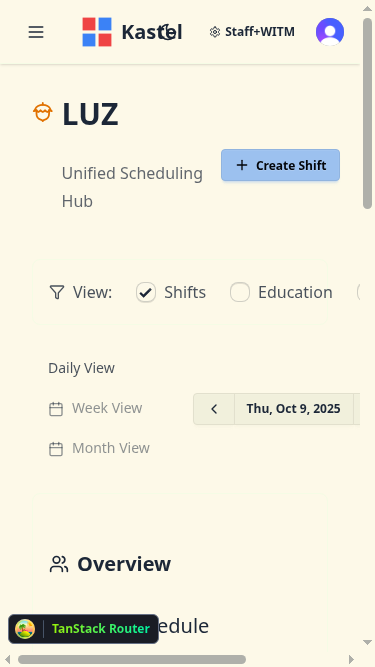 Kastel
Staff+WITM
LUZ
Unified Scheduling
Hub
Create Shift
View:
Shifts
Education
Daily View
Week View
Month View
Thu, Oct 9, 2025
Overview
TanStack Router